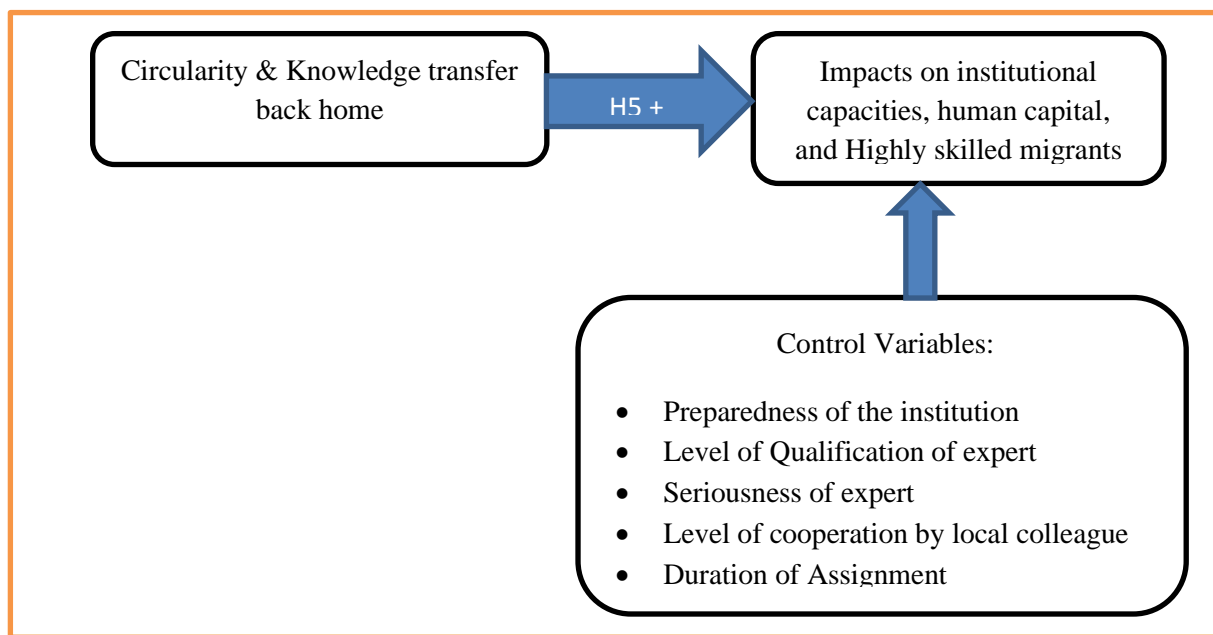 Circularity & Knowledge transfer
back home
H5 +
Impacts on institutional
capacities, human capital,
and Highly skilled migrants
Control Variables:
• Preparedness of the institution
• Level of Qualification of expert
• Seriousness of expert
• Level of cooperation by local colleague
• Duration of Assignment